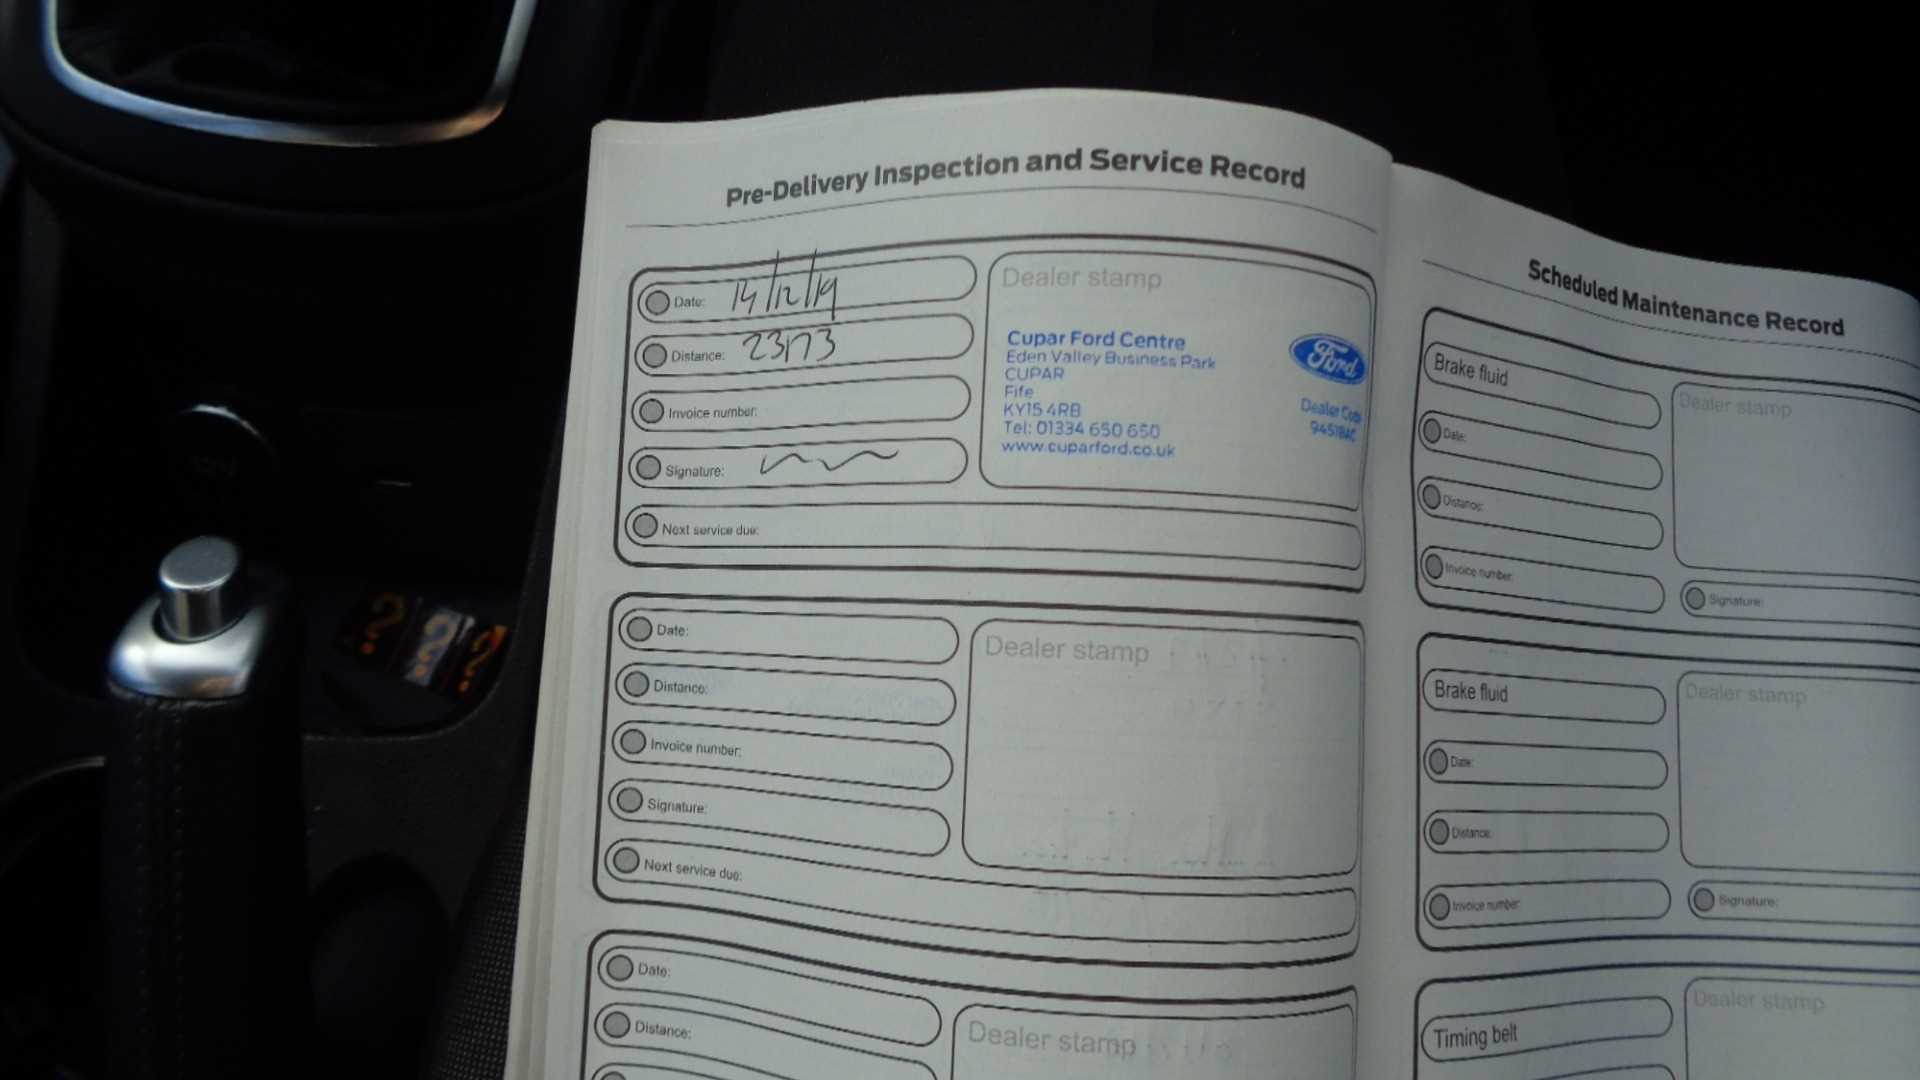 Pre-Delivery Inspection and Service Record
Date: 14/12/19
Distance: 23173
Invoice number:
Signature:
Next service due:
Dealer stamp
Cupar Ford Centre
Eden Valley Business Park
CUPAR
Fife
KY15 4RB
Tel: 01334 650 650
www.cuparford.co.uk
Ford
Dealer Code
Date:
Distance:
Invoice number:
Signature:
Next service due:
Dealer stamp
Date:
Distance:
Dealer stamp
Scheduled Maintenance Record
Brake fluid
Date:
Distance:
Invoice number:
Dealer stamp
Signature:
Brake fluid
Date:
Distance:
Invoice number:
Dealer stamp
Signature:
Timing belt
Dealer stamp